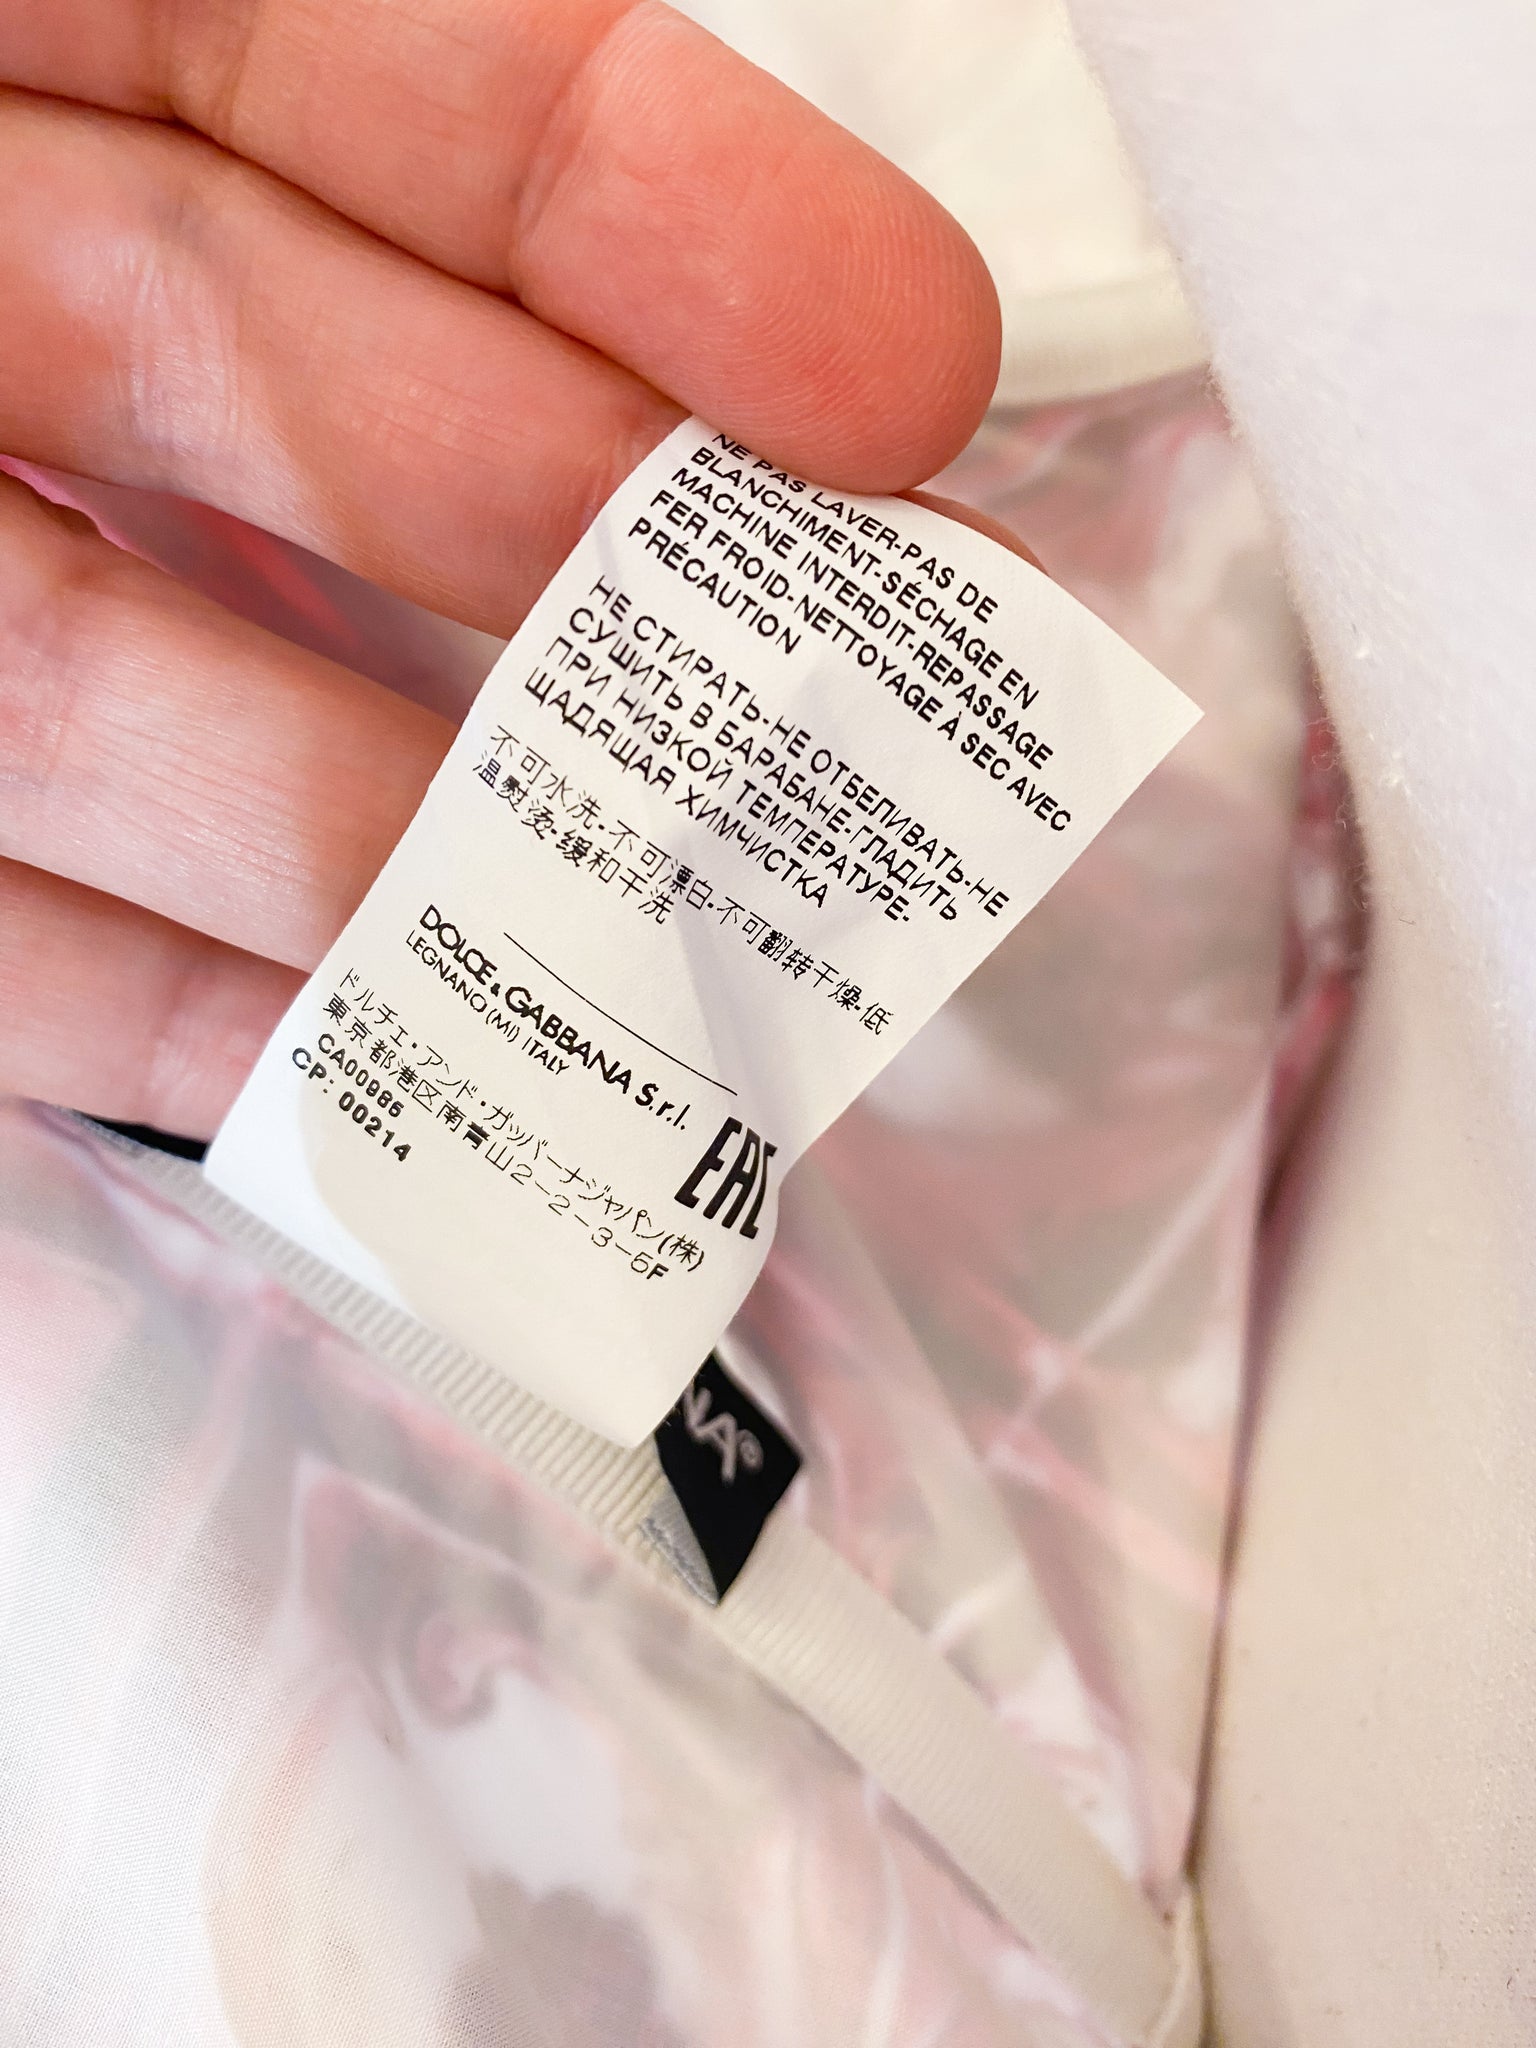 NE PAS LAVER-PAS DE
BLANCHIMENT-SÉCHAGE EN
MACHINE INTERDIT-REPASSAGE
FER FROID-NETTOYAGE À SEC AVEC
PRÉCAUTION
НЕ СТИРАТЬ-НЕ ОТБЕЛИВАТЬ-НЕ
СУШИТЬ В БАРАБАНЕ-ГЛАДИТЬ
ПРИ НИЗКОЙ ТЕМПЕРАТУРЕ-
ЩАДЯЩАЯ ХИМЧИСТКА
不可水洗-不可漂白-不可翻转干燥-低
温熨烫-缓和干洗
DOLCE & GABBANA S.r.l.
LEGNANO (MI) ITALY
EAC
ドルチェ・アンド・ガッバーナジャパン(株)
東京都港区南青山2-2-3-5F
CA00986
CP: 00214
NA®